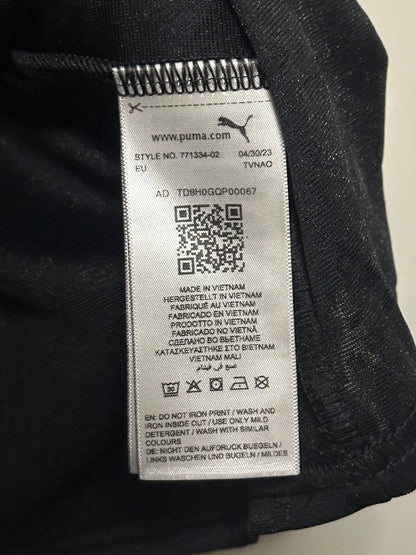 www.puma.com
STYLE NO. 771334-02 04/30/23
EU TVNAO
AD TD8H0GQP00067
MADE IN VIETNAM
HERGESTELLT IN VIETNAM
FABRIQUÉ AU VIETNAM
FABRICADO EN VIETNAM
PRODOTTO IN VIETNAM
FABRICADO NO VIETNÃ
СДЕЛАНО ВО ВЬЕТНАМЕ
ΚΑΤΑΣΚΕΥΑΣΤΗΚΕ ΣΤΟ ΒΙΕΤΝΑΜ
VIETNAM MALI
صنع في فيتنام
30
EN: DO NOT IRON PRINT / WASH AND
IRON INSIDE OUT / USE ONLY MILD
DETERGENT / WASH WITH SIMILAR
COLOURS
DE: NICHT DEN AUFDRUCK BUEGELN /
LINKS WASCHEN UND BUGELN / MILDES